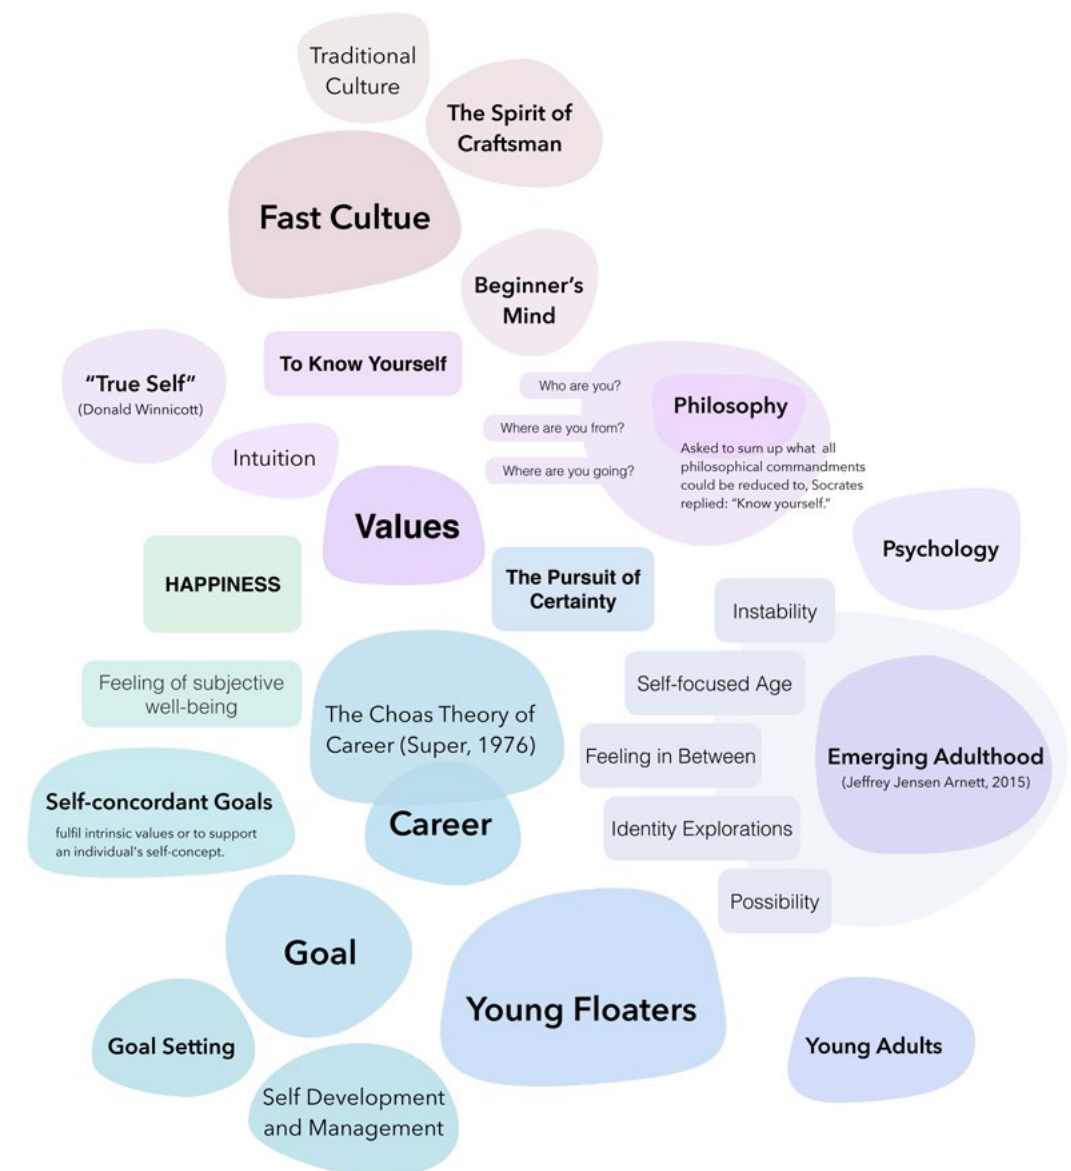 Traditional
Culture
The Spirit of
Craftsman
Fast Cultue
Beginner's
Mind
To Know Yourself
“True Self”
(Donald Winnicott)
Who are you?
Philosophy
Where are you from?
Asked to sum up what all
philosophical commandments
could be reduced to, Socrates
replied: “Know yourself.”
Intuition
Where are you going?
Values
Psychology
HAPPINESS
The Pursuit of
Certainty
Instability
Feeling of subjective
well-being
Self-focused Age
The Choas Theory of
Career (Super, 1976)
Feeling in Between
Emerging Adulthood
(Jeffrey Jensen Arnett, 2015)
Self-concordant Goals
fulfil intrinsic values or to support
an individual's self-concept.
Career
Identity Explorations
Possibility
Goal
Young Floaters
Goal Setting
Young Adults
Self Development
and Management